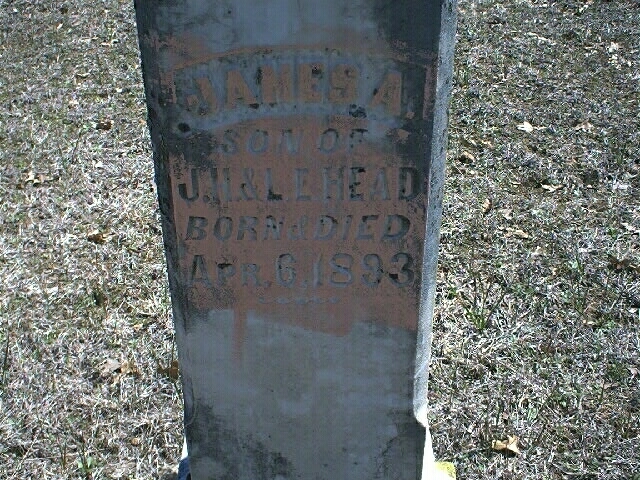 JAMES A.
SON OF
J.H. & L.E. HEAD
BORN & DIED
APR. 6, 1893